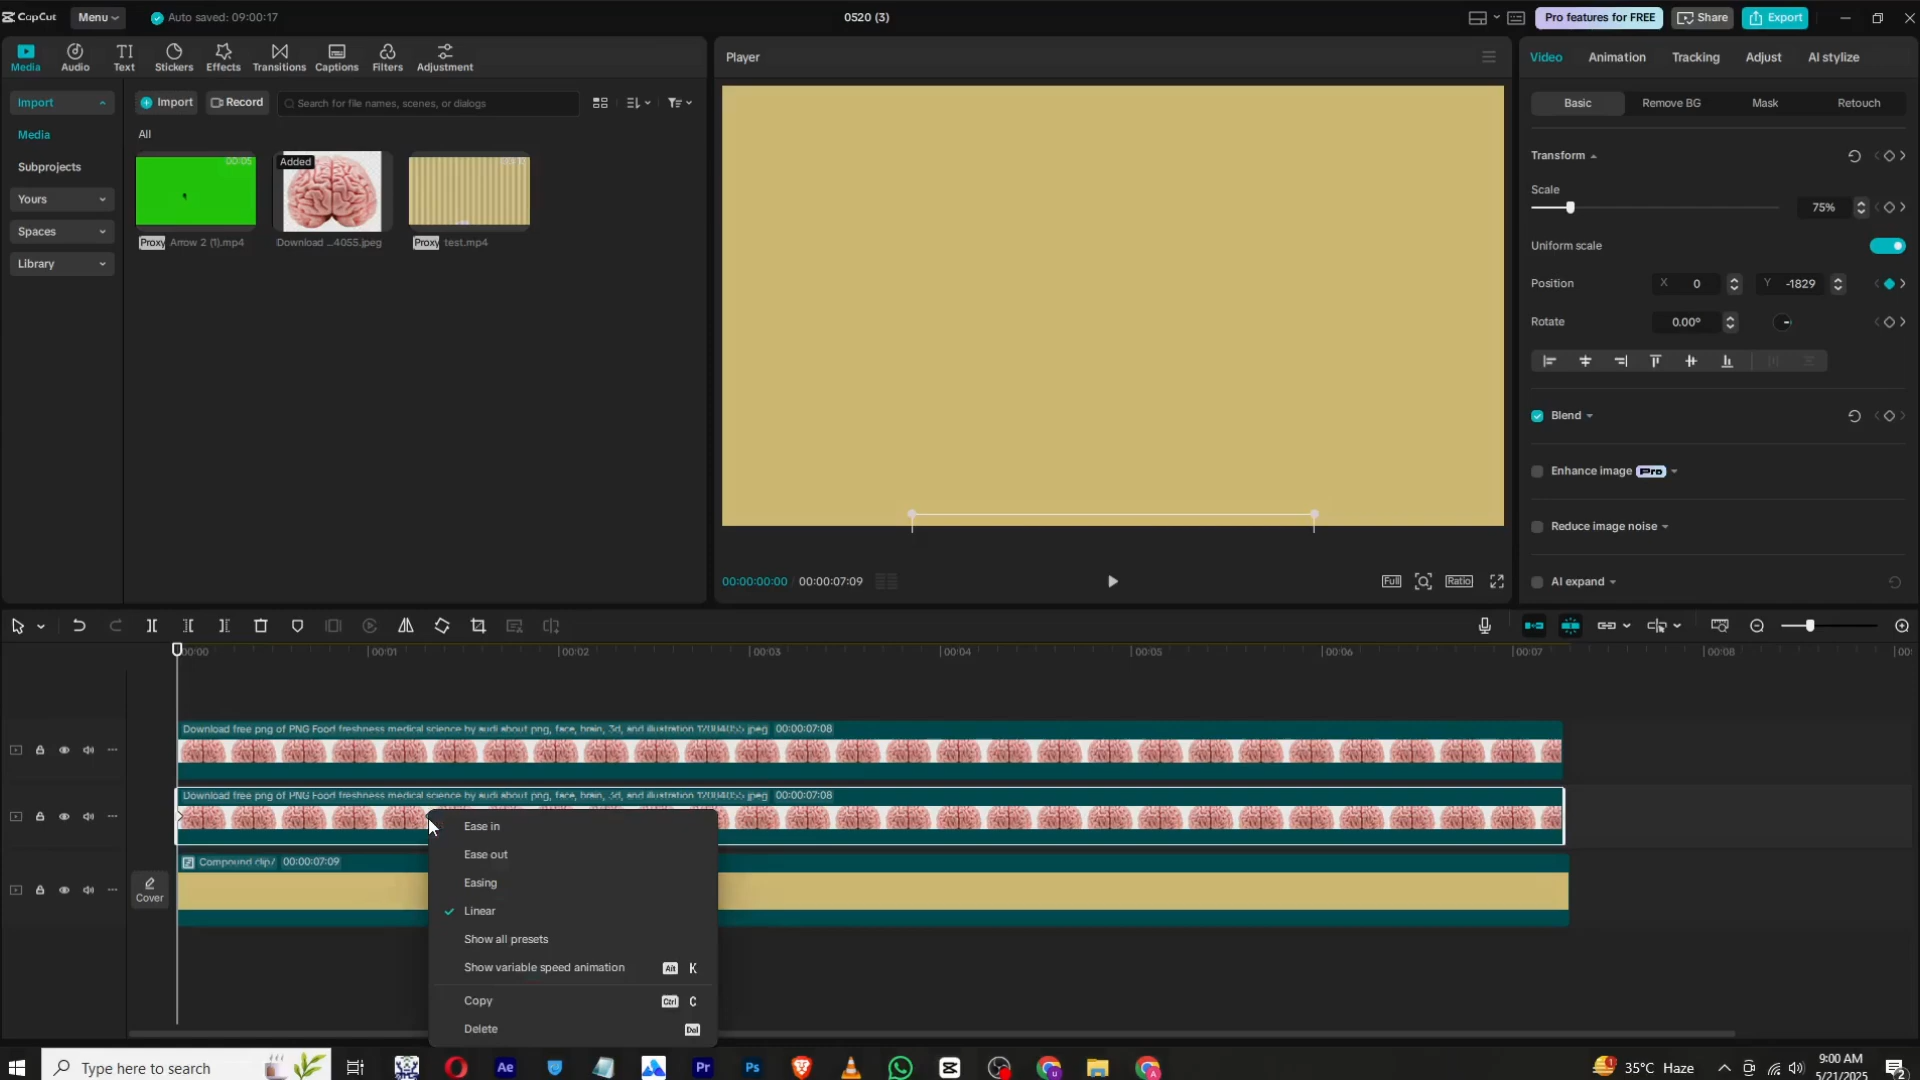 CapCut
Menu
Auto saved: 09:00:17
0520 (3)
Pro features for FREE
Share
Export
Media
Audio
Text
Stickers
Effects
Transitions
Captions
Filters
Adjustment
Player
Video
Animation
Tracking
Adjust
AI stylize
Import
Import
Record
Search for file names, scenes, or dialogs
Basic
Remove BG
Mask
Retouch
Media
All
Subprojects
Yours
Spaces
Library
00:05
Added
Proxy Arrow 2 (1).mp4
Download ...4055.jpeg
Proxy test.mp4
Transform
Scale
75%
Uniform scale
Position
X 0
Y -1829
Rotate
0.00°
Blend
Enhance image Pro
Reduce image noise
AI expand
00:00:00:00 / 00:00:07:09
Full
Ratio
00:00
00:01
00:02
00:03
00:04
00:05
00:06
00:07
00:08
Download free png of PNG Food freshness medical science by audi about png, face, brain, 3d, and illustration 12004055.jpeg 00:00:07:08
Download free png of PNG Food freshness medical science by audi about png, face, brain, 3d, and illustration 12004055.jpeg 00:00:07:08
Cover
Compound clip7 00:00:07:09
Ease in
Ease out
Easing
Linear
Show all presets
Show variable speed animation Alt K
Copy Ctrl C
Delete Del
Type here to search
Ae
Pr
Ps
35°C Haze
9:00 AM
5/21/2025
2